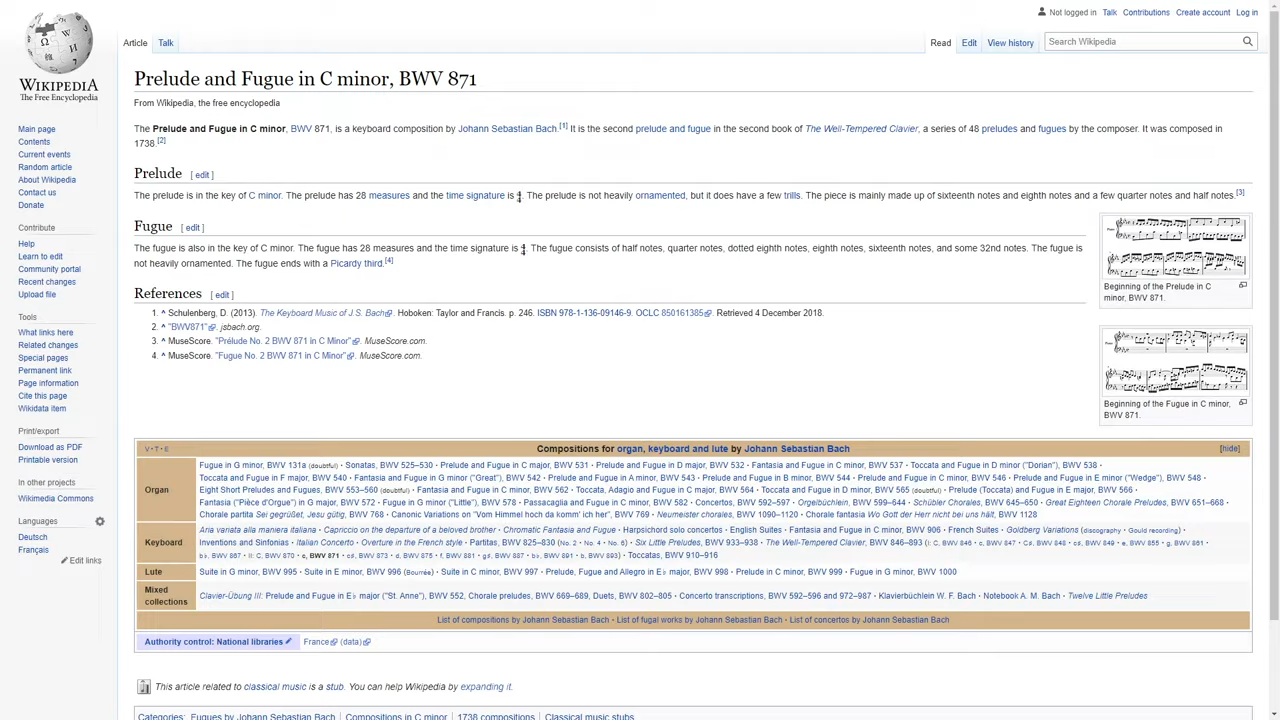 Not logged in Talk Contributions Create account Log in
Article Talk Read Edit View history Search Wikipedia
WIKIPEDIA
The Free Encyclopedia
Prelude and Fugue in C minor, BWV 871
From Wikipedia, the free encyclopedia
The Prelude and Fugue in C minor, BWV 871, is a keyboard composition by Johann Sebastian Bach.[1] It is the second prelude and fugue in the second book of The Well-Tempered Clavier, a series of 48 preludes and fugues by the composer. It was composed in
1738.[2]
Main page
Contents
Current events
Random article
About Wikipedia
Contact us
Donate
Contribute
Help
Learn to edit
Community portal
Recent changes
Upload file
Tools
What links here
Related changes
Special pages
Permanent link
Page information
Cite this page
Wikidata item
Print/export
Download as PDF
Printable version
In other projects
Wikimedia Commons
Languages
Deutsch
Français
Edit links
Prelude [ edit ]
The prelude is in the key of C minor. The prelude has 28 measures and the time signature is 4/4. The prelude is not heavily ornamented, but it does have a few trills. The piece is mainly made up of sixteenth notes and eighth notes and a few quarter notes and half notes.[3]
Fugue [ edit ]
The fugue is also in the key of C minor. The fugue has 28 measures and the time signature is 4/4. The fugue consists of half notes, quarter notes, dotted eighth notes, eighth notes, sixteenth notes, and some 32nd notes. The fugue is
not heavily ornamented. The fugue ends with a Picardy third.[4]
Beginning of the Prelude in C
minor, BWV 871.
Beginning of the Fugue in C minor,
BWV 871.
References [ edit ]
1. ^ Schulenberg, D. (2013). The Keyboard Music of J.S. Bach. Hoboken: Taylor and Francis. p. 246. ISBN 978-1-136-09146-9. OCLC 850161385. Retrieved 4 December 2018.
2. ^ "BWV871". jsbach.org.
3. ^ MuseScore. "Prélude No. 2 BWV 871 in C Minor". MuseScore.com.
4. ^ MuseScore. "Fugue No. 2 BWV 871 in C Minor". MuseScore.com.
V · T · E Compositions for organ, keyboard and lute by Johann Sebastian Bach [hide]
Organ
Fugue in G minor, BWV 131a (doubtful) · Sonatas, BWV 525–530 · Prelude and Fugue in C major, BWV 531 · Prelude and Fugue in D major, BWV 532 · Fantasia and Fugue in C minor, BWV 537 · Toccata and Fugue in D minor ("Dorian"), BWV 538 ·
Toccata and Fugue in F major, BWV 540 · Fantasia and Fugue in G minor ("Great"), BWV 542 · Prelude and Fugue in A minor, BWV 543 · Prelude and Fugue in B minor, BWV 544 · Prelude and Fugue in C minor, BWV 546 · Prelude and Fugue in E minor ("Wedge"), BWV 548 ·
Eight Short Preludes and Fugues, BWV 553–560 (doubtful) · Fantasia and Fugue in C minor, BWV 562 · Toccata, Adagio and Fugue in C major, BWV 564 · Toccata and Fugue in D minor, BWV 565 (doubtful) · Prelude (Toccata) and Fugue in E major, BWV 566 ·
Fantasia ("Pièce d'Orgue") in G major, BWV 572 · Fugue in G minor ("Little"), BWV 578 · Passacaglia and Fugue in C minor, BWV 582 · Concertos, BWV 592–597 · Orgelbüchlein, BWV 599–644 · Schübler Chorales, BWV 645–650 · Great Eighteen Chorale Preludes, BWV 651–668 ·
Chorale partita Sei gegrüßet, Jesu gütig, BWV 768 · Canonic Variations on "Vom Himmel hoch da komm' ich her", BWV 769 · Neumeister chorales, BWV 1090–1120 · Chorale fantasia Wo Gott der Herr nicht bei uns hält, BWV 1128
Keyboard
Aria variata alla maniera italiana · Capriccio on the departure of a beloved brother · Chromatic Fantasia and Fugue · Harpsichord solo concertos · English Suites · Fantasia and Fugue in C minor, BWV 906 · French Suites · Goldberg Variations (discography · Gould recording) ·
Inventions and Sinfonias · Italian Concerto · Overture in the French style · Partitas, BWV 825–830 (No. 2 · No. 4 · No. 6) · Six Little Preludes, BWV 933–938 · The Well-Tempered Clavier, BWV 846–893 (I: C, BWV 846 · c, BWV 847 · C♯, BWV 848 · c♯, BWV 849 · e, BWV 855 · g, BWV 861 ·
b♭, BWV 867 · II: C, BWV 870 · c, BWV 871 · c♯, BWV 873 · d, BWV 875 · f, BWV 881 · g♯, BWV 887 · b♭, BWV 891 · b, BWV 893) · Toccatas, BWV 910–916
Lute
Suite in G minor, BWV 995 · Suite in E minor, BWV 996 (Bourrée) · Suite in C minor, BWV 997 · Prelude, Fugue and Allegro in E♭ major, BWV 998 · Prelude in C minor, BWV 999 · Fugue in G minor, BWV 1000
Mixed
collections
Clavier-Übung III: Prelude and Fugue in E♭ major ("St. Anne"), BWV 552, Chorale preludes, BWV 669–689, Duets, BWV 802–805 · Concerto transcriptions, BWV 592–596 and 972–987 · Klavierbüchlein W. F. Bach · Notebook A. M. Bach · Twelve Little Preludes
List of compositions by Johann Sebastian Bach · List of fugal works by Johann Sebastian Bach · List of concertos by Johann Sebastian Bach
Authority control: National libraries France (data)
This article related to classical music is a stub. You can help Wikipedia by expanding it.
Categories: Fugues by Johann Sebastian Bach | Compositions in C minor | 1738 compositions | Classical music stubs